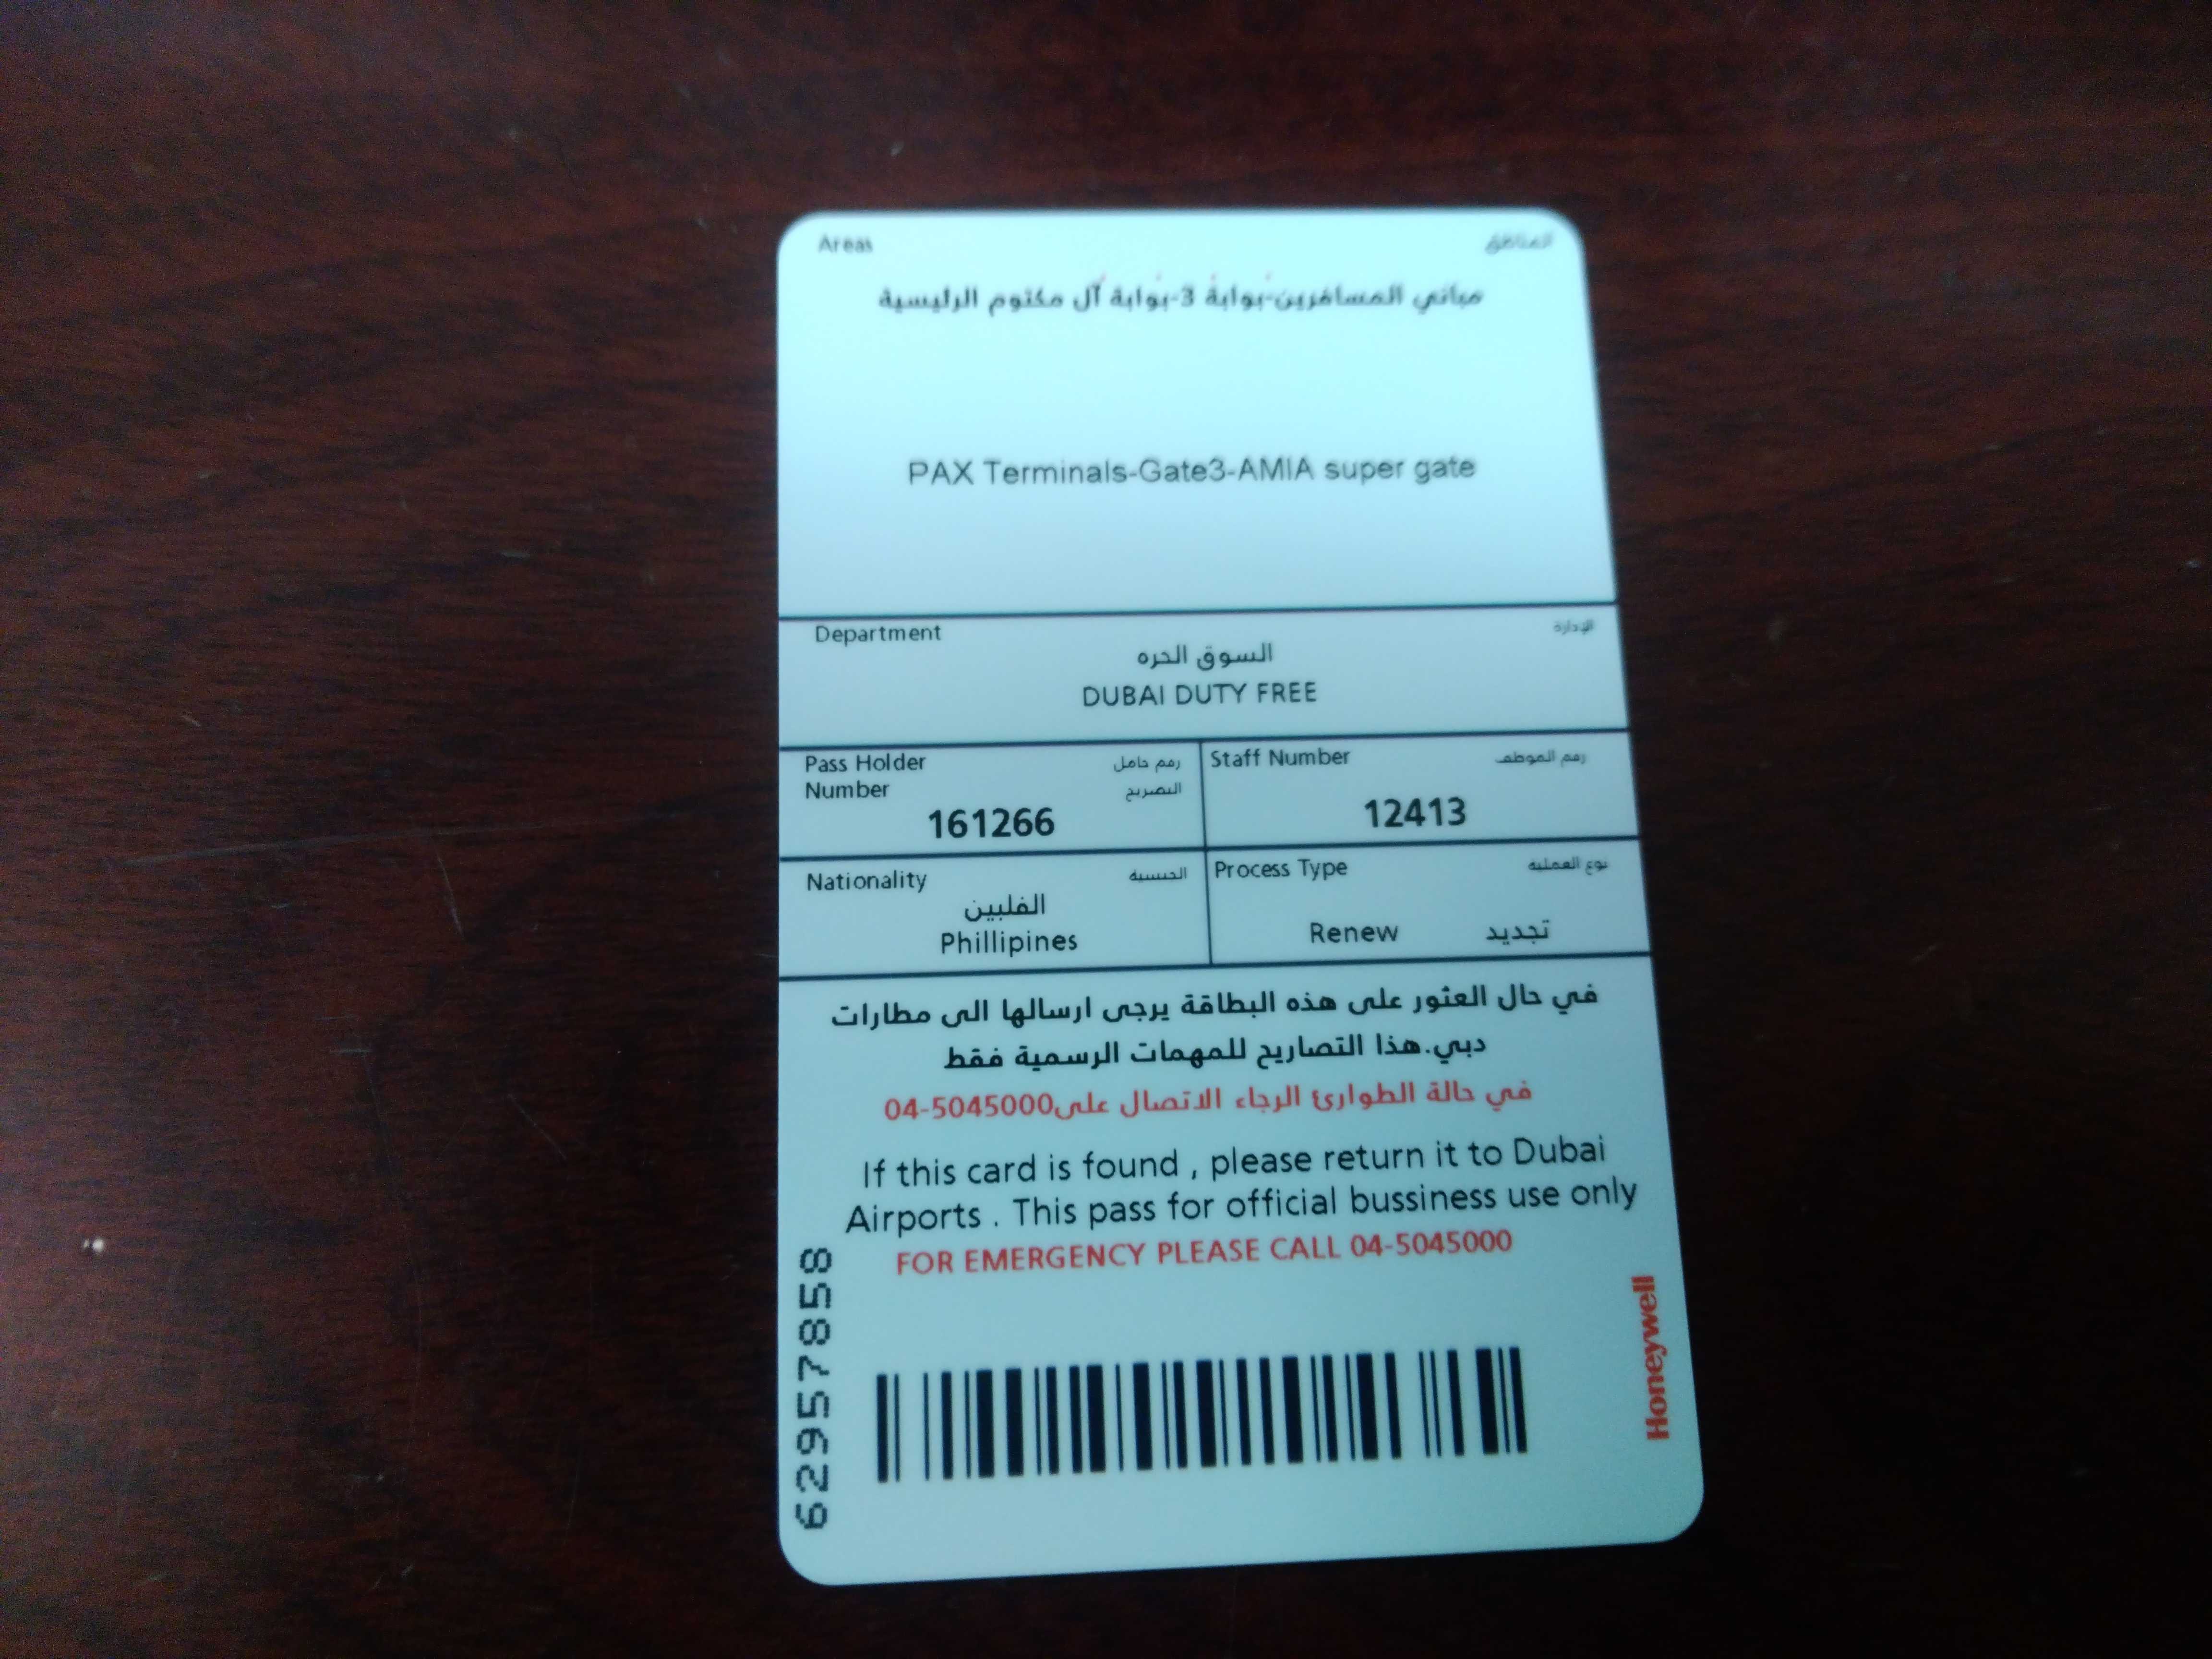 Areas المناطق
مباني المسافرين-بوابة 3-بوابة آل مكتوم الرئيسية
PAX Terminals-Gate3-AMIA super gate
Department الإدارة
السوق الحره
DUBAI DUTY FREE
Pass Holder رقم حامل
Number التصريح
161266
Staff Number رقم الموظف
12413
Nationality الجنسية
الفلبين
Phillipines
Process Type نوع العملية
Renew تجديد
في حال العثور على هذه البطاقة يرجى ارسالها الى مطارات
دبي.هذا التصاريح للمهمات الرسمية فقط
في حالة الطوارئ الرجاء الاتصال على04-5045000
If this card is found , please return it to Dubai
Airports . This pass for official bussiness use only
FOR EMERGENCY PLEASE CALL 04-5045000
62957858
Honeywell